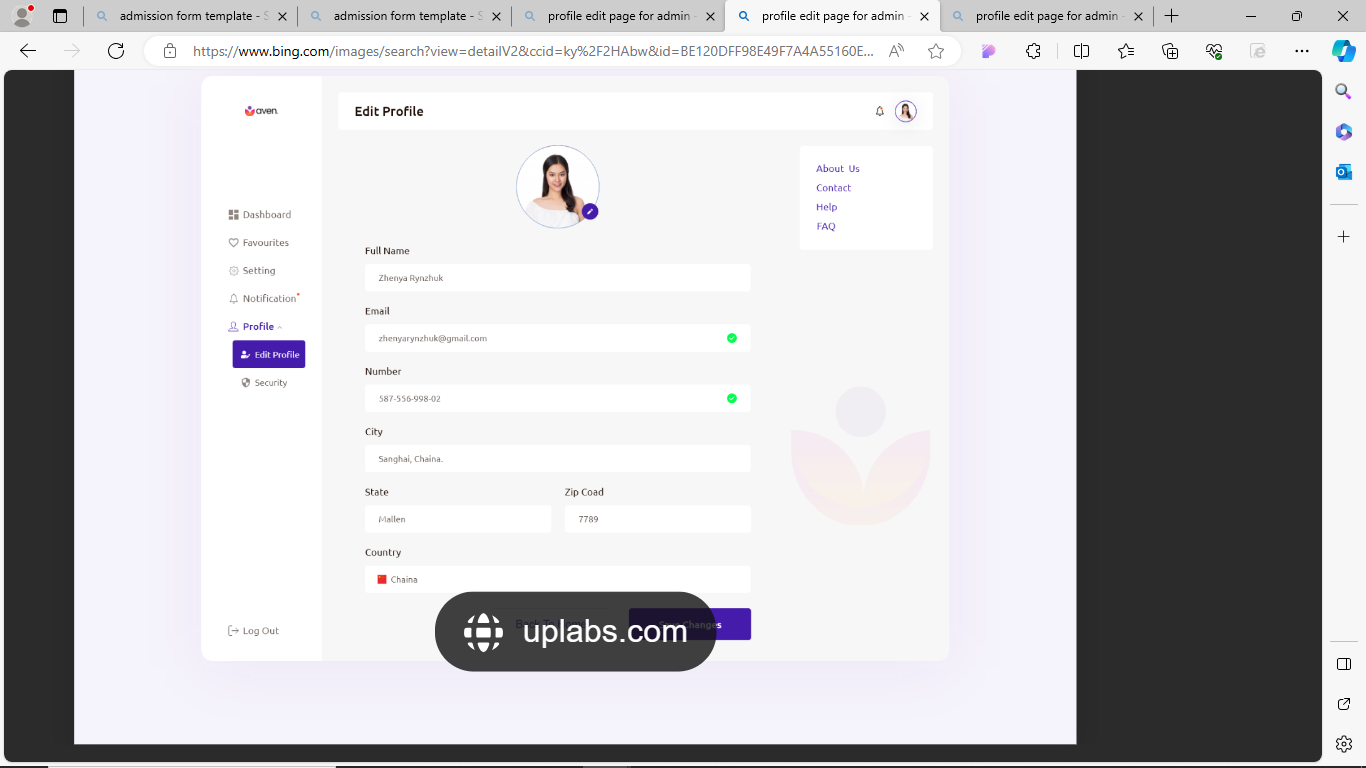 admission form template - S
admission form template - S
profile edit page for admin -
profile edit page for admin -
profile edit page for admin -
https://www.bing.com/images/search?view=detailV2&ccid=ky%2F2HAbw&id=BE120DFF98E49F7A4A55160E...
aven.
Edit Profile
About Us
Contact
Help
FAQ
Dashboard
Favourites
Setting
Notification
Profile
Edit Profile
Security
Log Out
Full Name
Zhenya Rynzhuk
Email
zhenyarynzhuk@gmail.com
Number
587-556-998-02
City
Sanghai, Chaina.
State
Zip Coad
Mallen
7789
Country
Chaina
Changes
uplabs.com